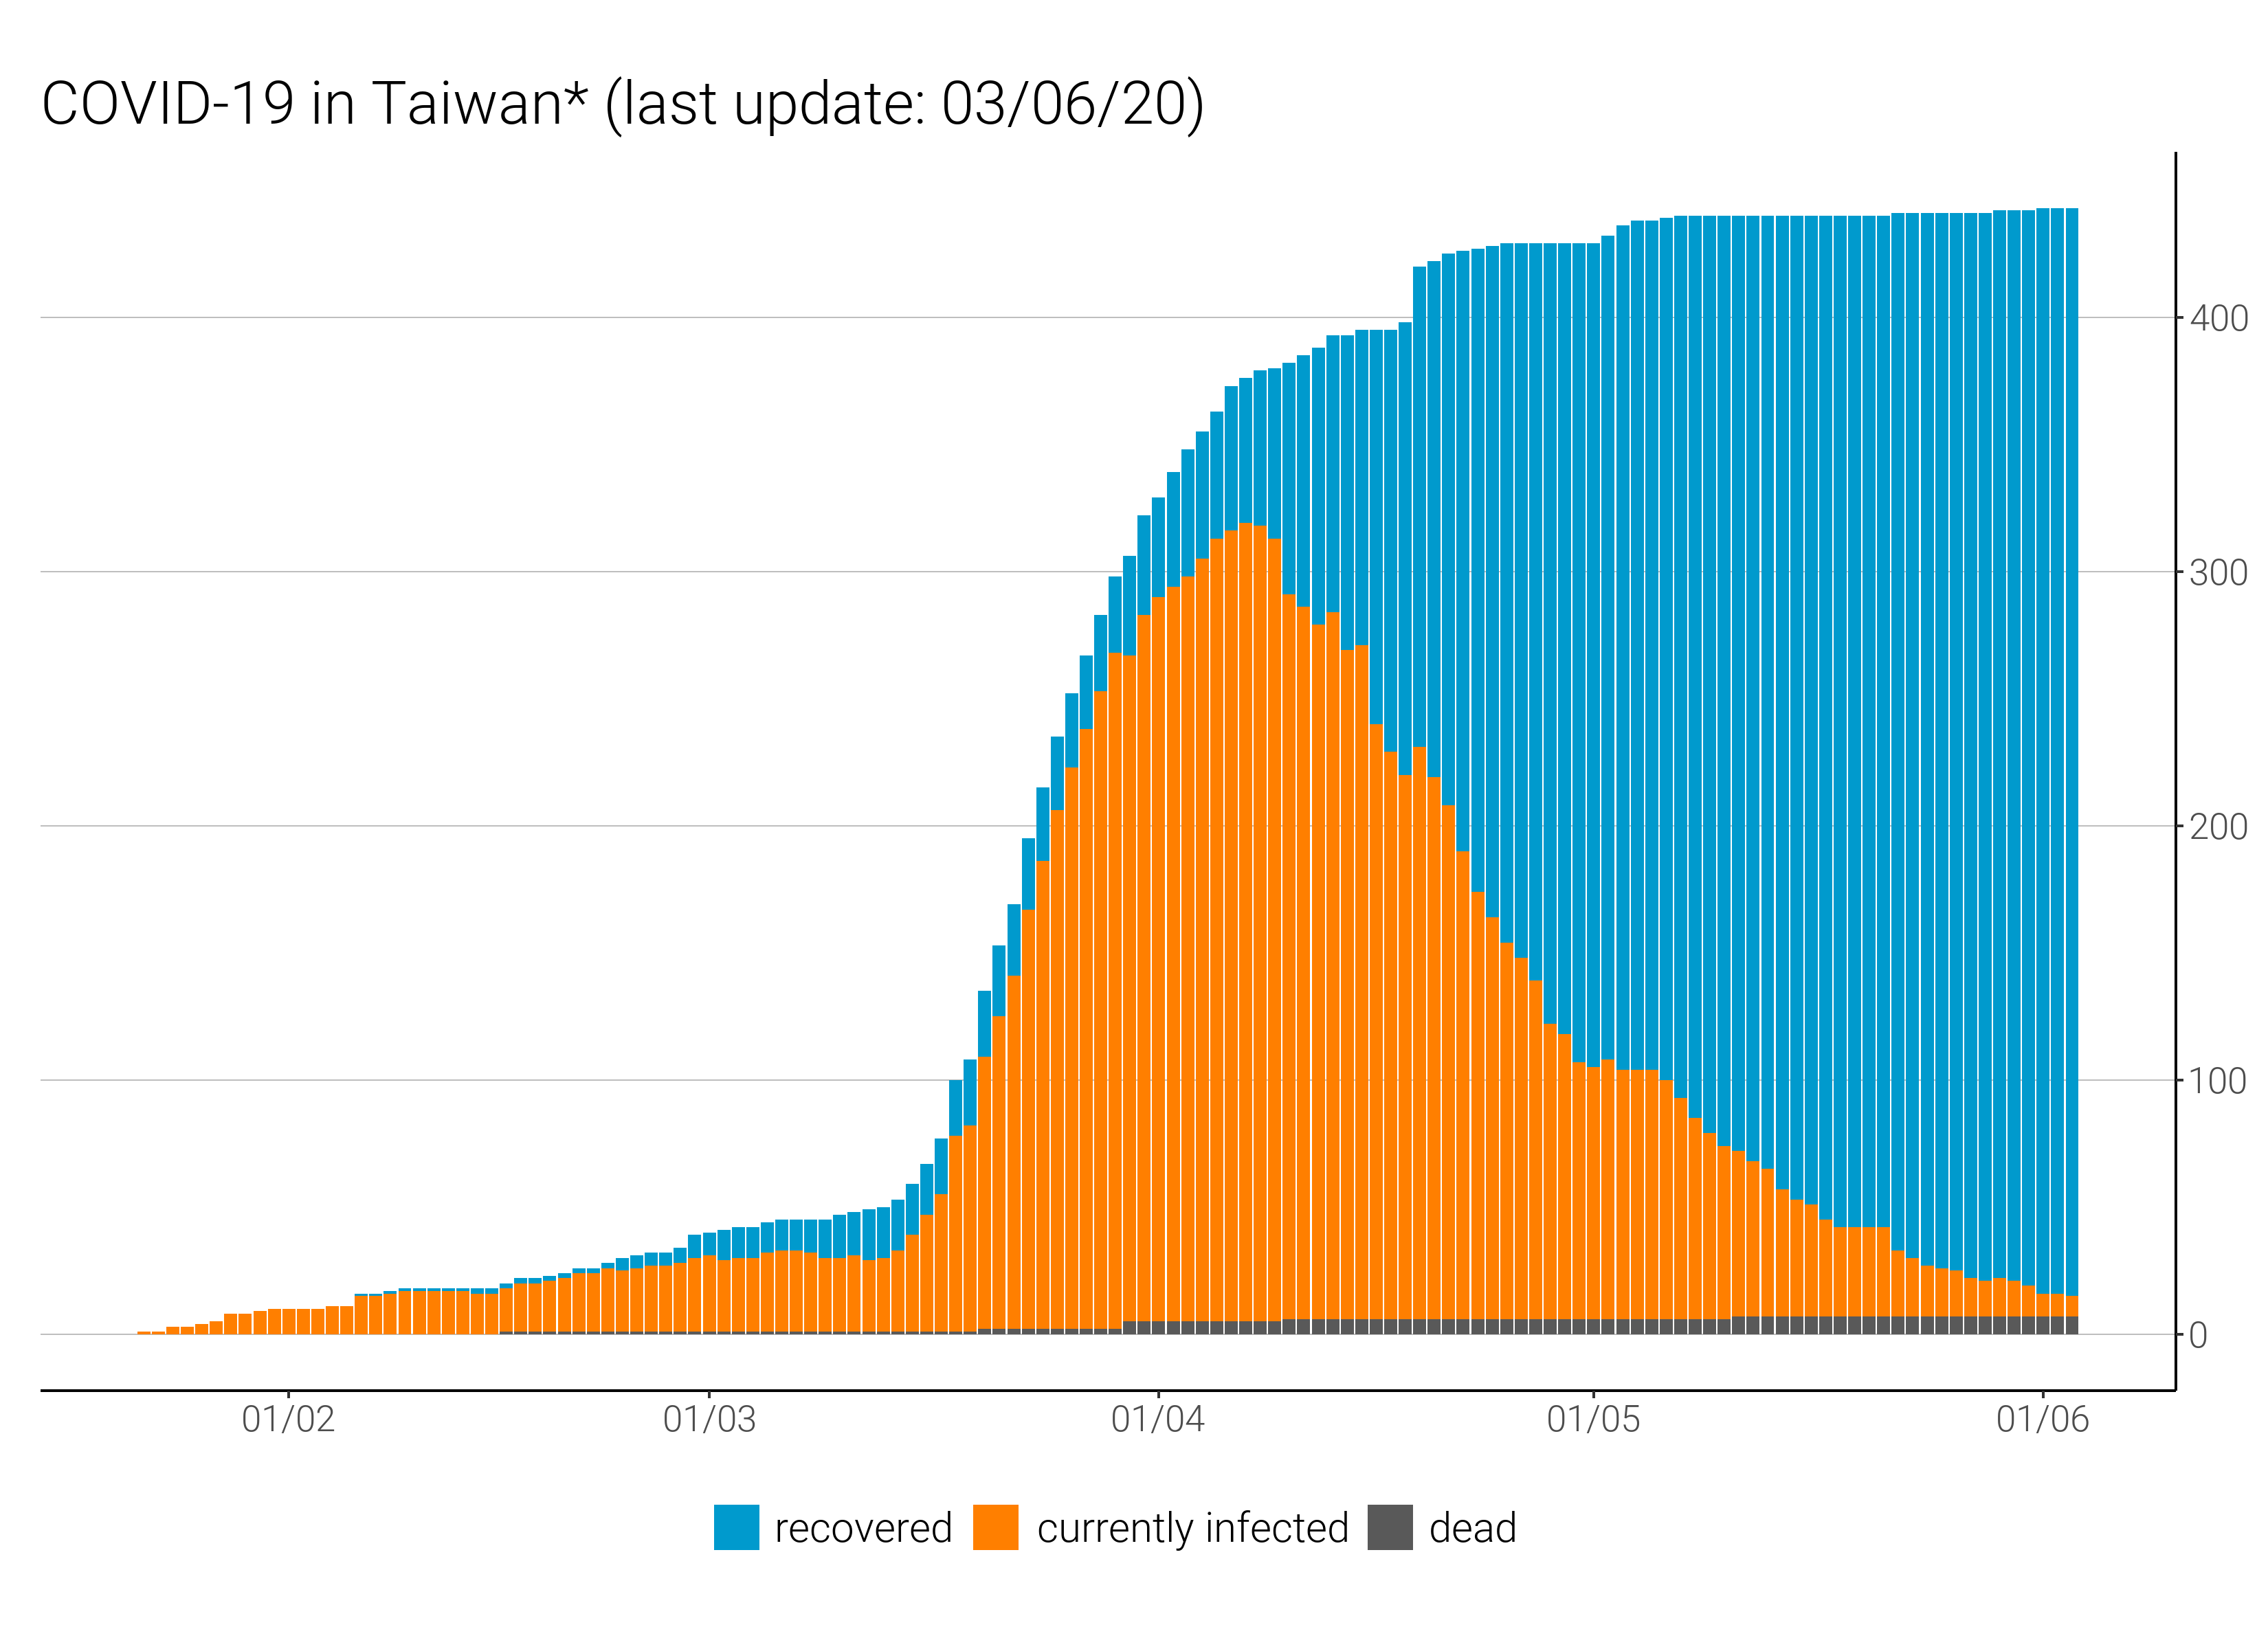 COVID-19 in Taiwan* (last update: 03/06/20)
400
300
200
100
0
01/02 01/03 01/04 01/05 01/06
recovered currently infected dead